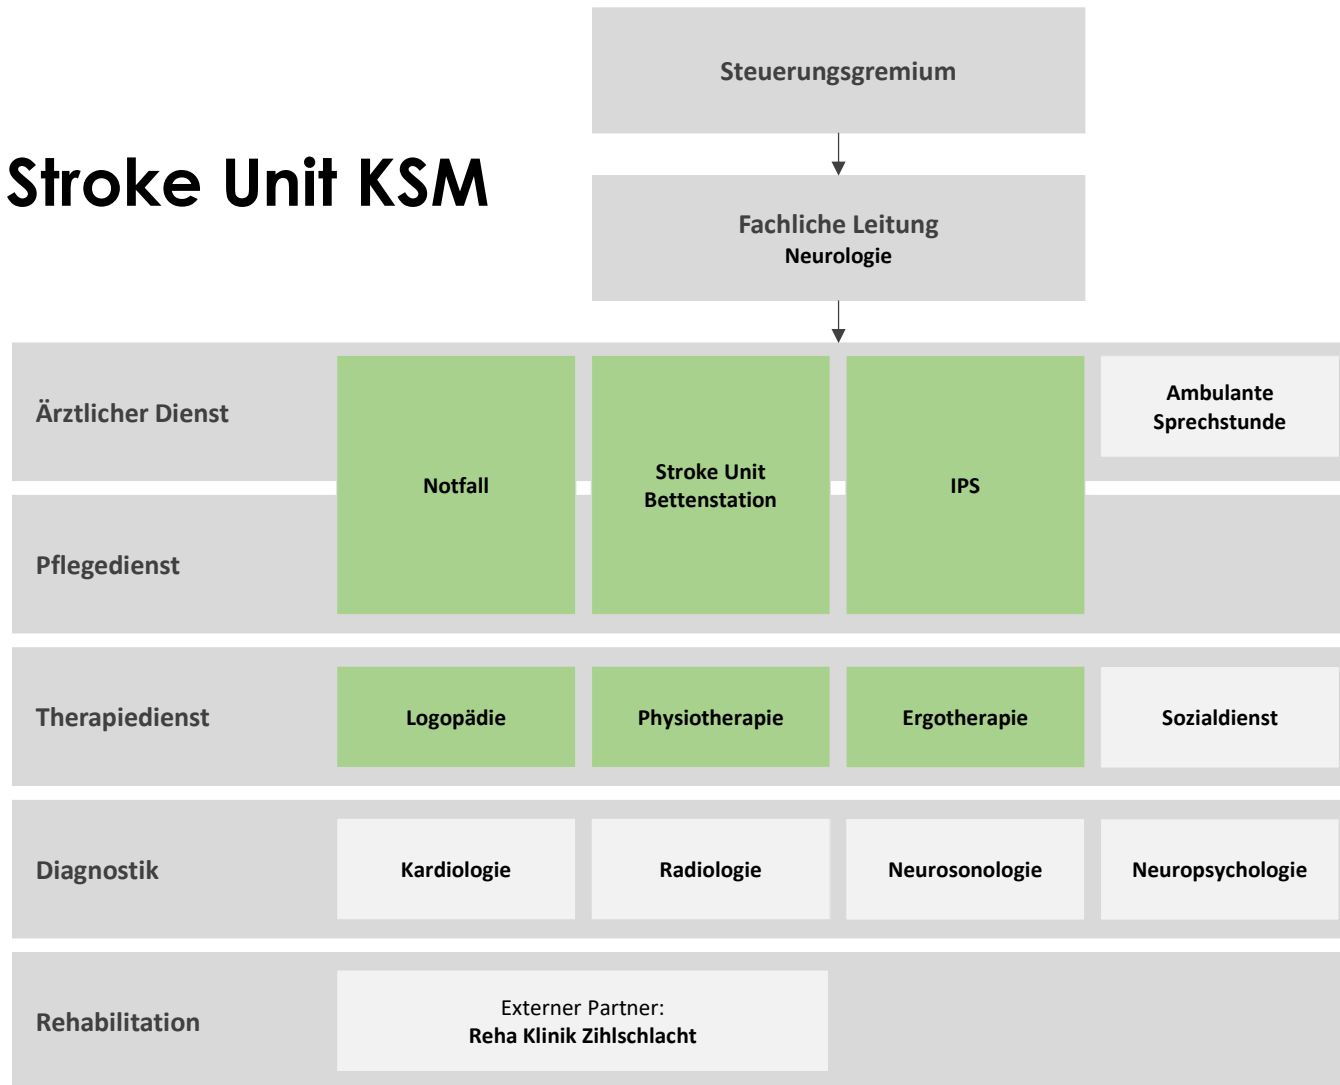 Steuerungsgremium
Stroke Unit KSM
Fachliche Leitung
Neurologie
Ärztlicher Dienst
Notfall
Stroke Unit
Bettenstation
IPS
Ambulante
Sprechstunde
Pflegedienst
Therapiedienst
Logopädie
Physiotherapie
Ergotherapie
Sozialdienst
Diagnostik
Kardiologie
Radiologie
Neurosonologie
Neuropsychologie
Rehabilitation
Externer Partner:
Reha Klinik Zihlschlacht